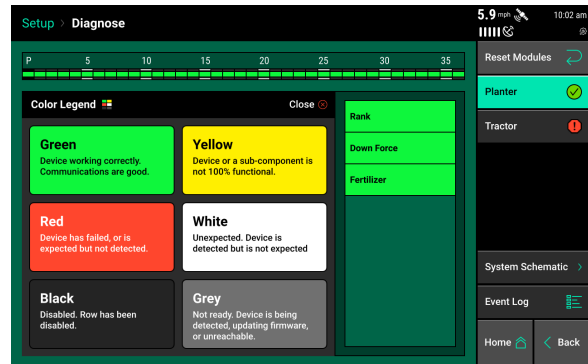 Setup > Diagnose
5.9 mph
10:02 am
P 5 10 15 20 25 30 35
Reset Modules
Planter
Tractor
Color Legend
Close
Green
Device working correctly.
Communications are good.
Yellow
Device or a sub-component is
not 100% functional.
Red
Device has failed, or is
expected but not detected.
White
Unexpected. Device is
detected but is not expected
Black
Disabled. Row has been
disabled.
Grey
Not ready. Device is being
detected, updating firmware,
or unreachable.
Rank
Down Force
Fertilizer
System Schematic >
Event Log
Home
< Back